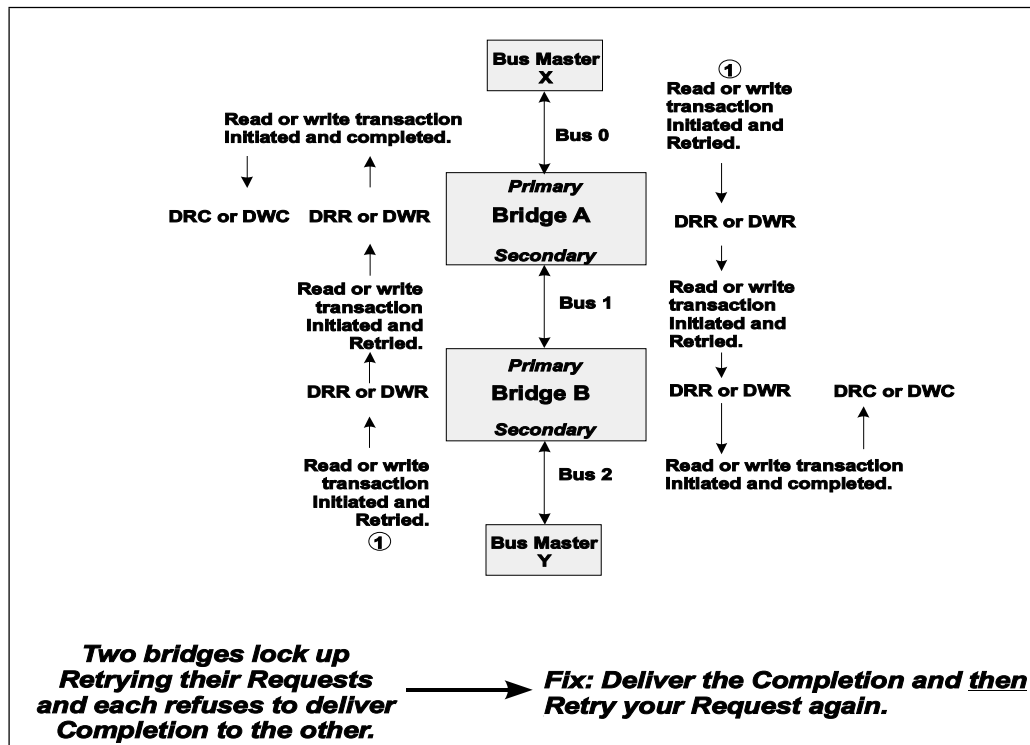 Bus Master
X
Bus 0
Read or write transaction
Initiated and completed.
DRC or DWC
DRR or DWR
Read or write
transaction
Initiated and
Retried.
DRR or DWR
Read or write
transaction
Initiated and
Retried.
①
Primary
Bridge A
Secondary
Bus 1
Primary
Bridge B
Secondary
Bus 2
Bus Master
Y
①
Read or write
transaction
Initiated and
Retried.
DRR or DWR
Read or write
transaction
Initiated and
Retried.
DRR or DWR
DRC or DWC
Read or write transaction
Initiated and completed.
Two bridges lock up
Retrying their Requests
and each refuses to deliver
Completion to the other.
Fix: Deliver the Completion and then
Retry your Request again.